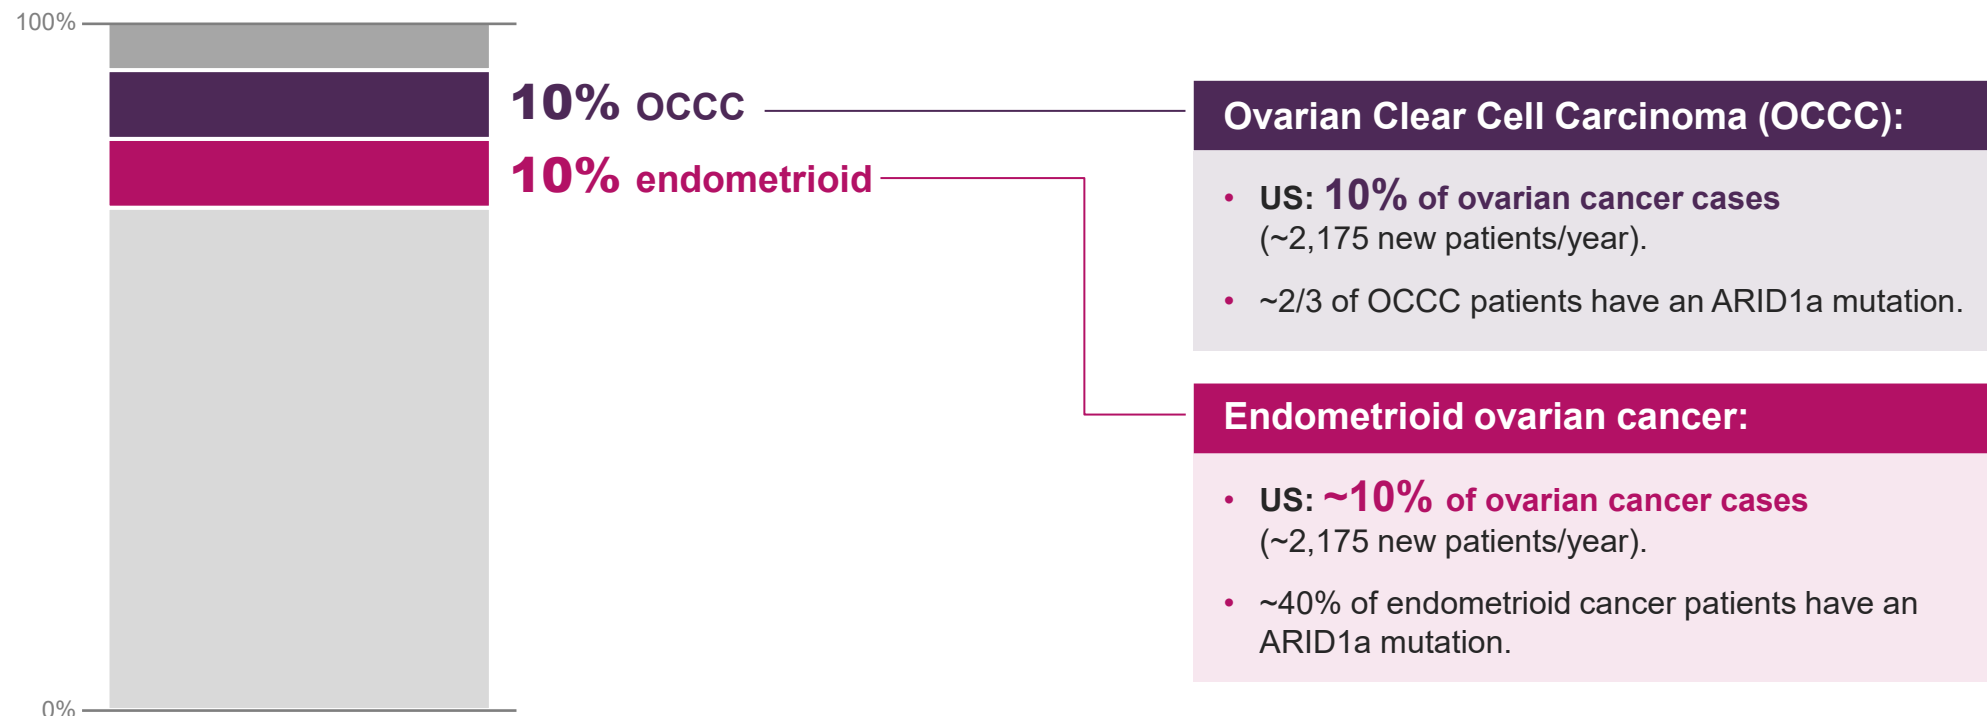 100%
10% OCCC
10% endometrioid
0%
Ovarian Clear Cell Carcinoma (OCCC):
• US: 10% of ovarian cancer cases
(~2,175 new patients/year).
• ~2/3 of OCCC patients have an ARID1a mutation.
Endometrioid ovarian cancer:
• US: ~10% of ovarian cancer cases
(~2,175 new patients/year).
• ~40% of endometrioid cancer patients have an
ARID1a mutation.